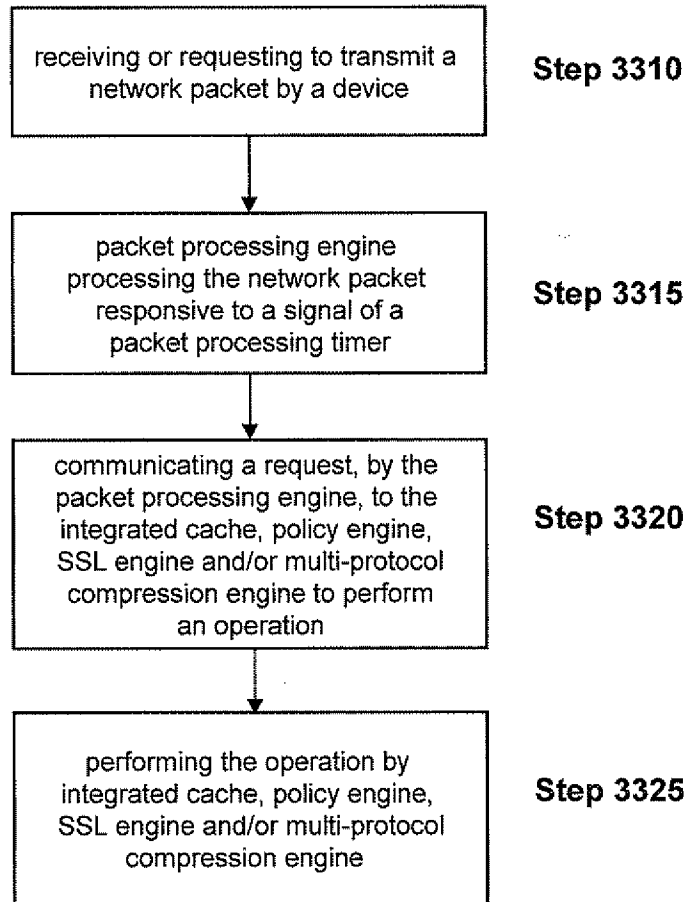 receiving or requesting to transmit a
network packet by a device
Step 3310
packet processing engine
processing the network packet
responsive to a signal of a
packet processing timer
Step 3315
communicating a request, by the
packet processing engine, to the
integrated cache, policy engine,
SSL engine and/or multi-protocol
compression engine to perform
an operation
Step 3320
performing the operation by
integrated cache, policy engine,
SSL engine and/or multi-protocol
compression engine
Step 3325